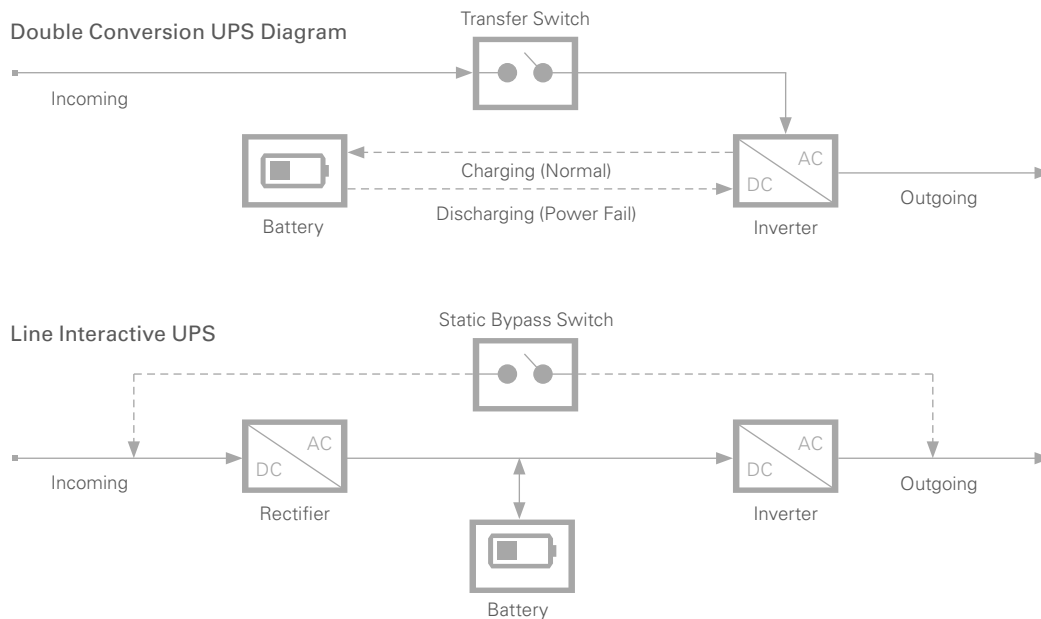 Double Conversion UPS Diagram
Transfer Switch
Incoming
AC
DC
Charging (Normal)
Discharging (Power Fail)
Battery
Inverter
Outgoing
Line Interactive UPS
Static Bypass Switch
Incoming
AC
DC
Rectifier
AC
DC
Inverter
Outgoing
Battery